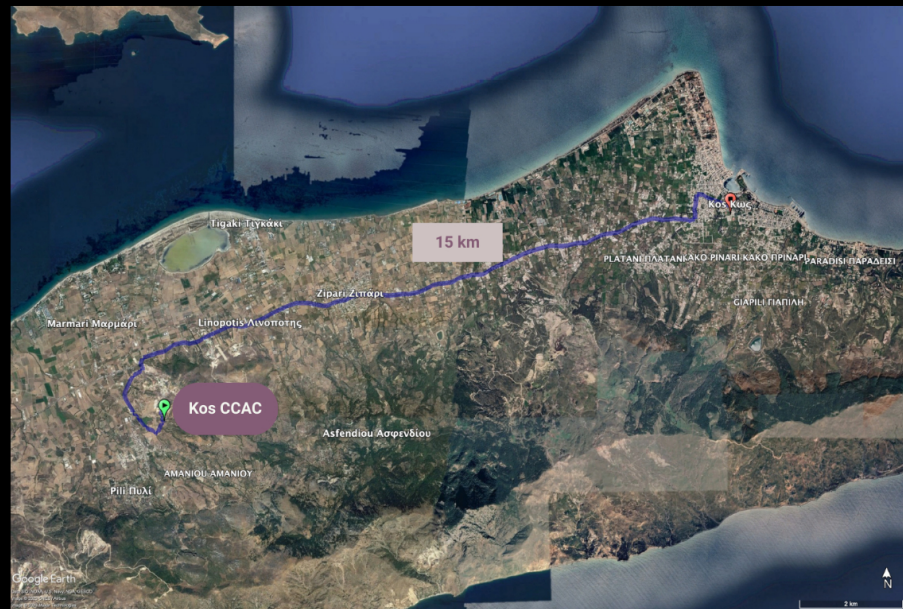 Tigaki Τιγκάκι
Kos Κως
15 km
PLATANI ΠΛΑΤΑΝΙ
KAKO PINARI ΚΑΚΟ ΠΡΙΝΑΡΙ
PARADISI ΠΑΡΑΔΕΙΣΙ
Zipari Ζιπάρι
GIAPILI ΓΙΑΠΙΛΗ
Marmari Μαρμάρι
Linopotis Λινοπότης
Kos CCAC
Asfendiou Ασφενδίου
AMANIOU ΑΜΑΝΙΟΥ
Pili Πυλί
Google Earth
N
2 km